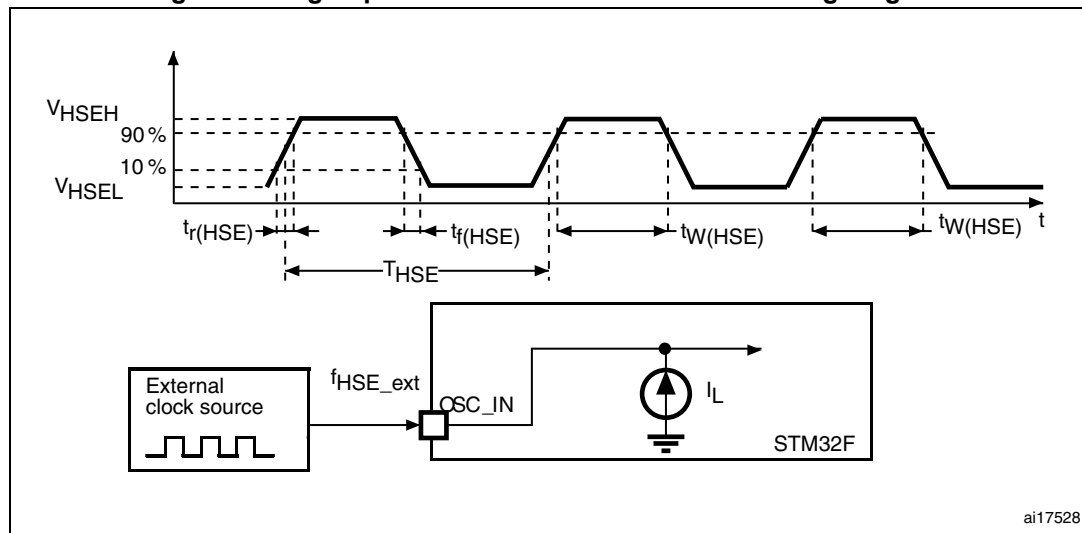 VHSEH
90 %
10 %
VHSEL
tr(HSE)
tf(HSE)
tW(HSE)
tW(HSE)
t
THSE
External
clock source
fHSE_ext
OSC_IN
IL
STM32F
ai17528